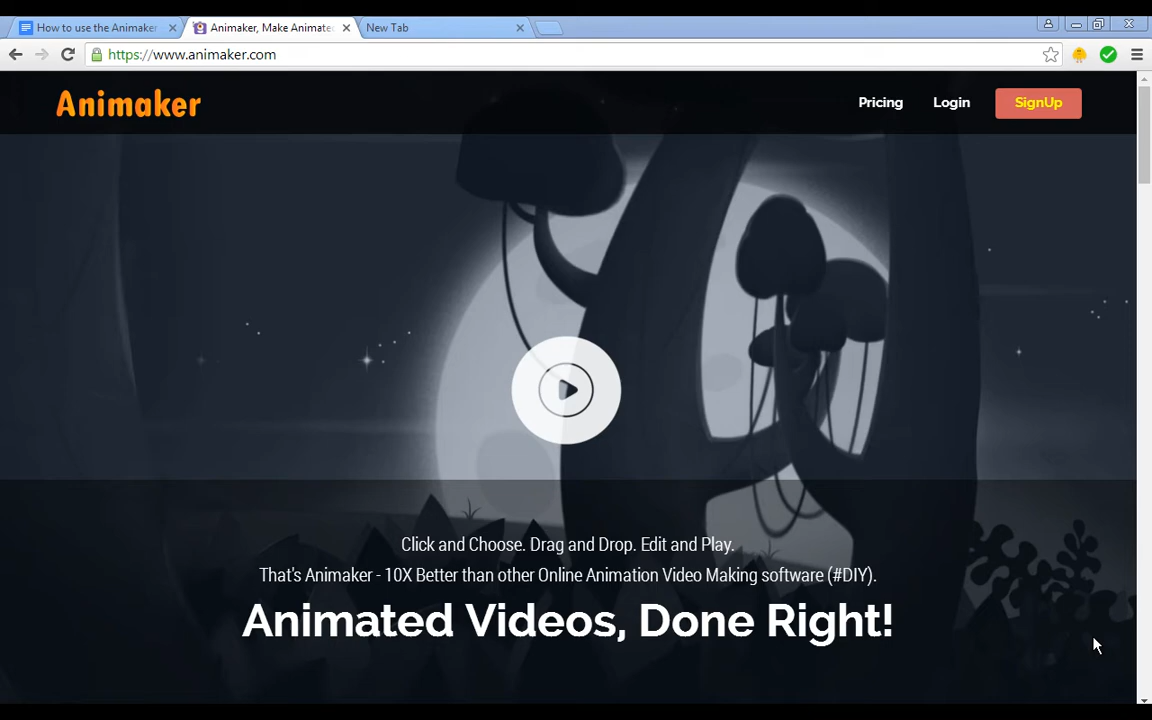 How to use the Animaker
Animaker, Make Animate
New Tab
https://www.animaker.com
Animaker
Pricing
Login
SignUp
Click and Choose. Drag and Drop. Edit and Play.
That's Animaker - 10X Better than other Online Animation Video Making software (#DIY).
Animated Videos, Done Right!